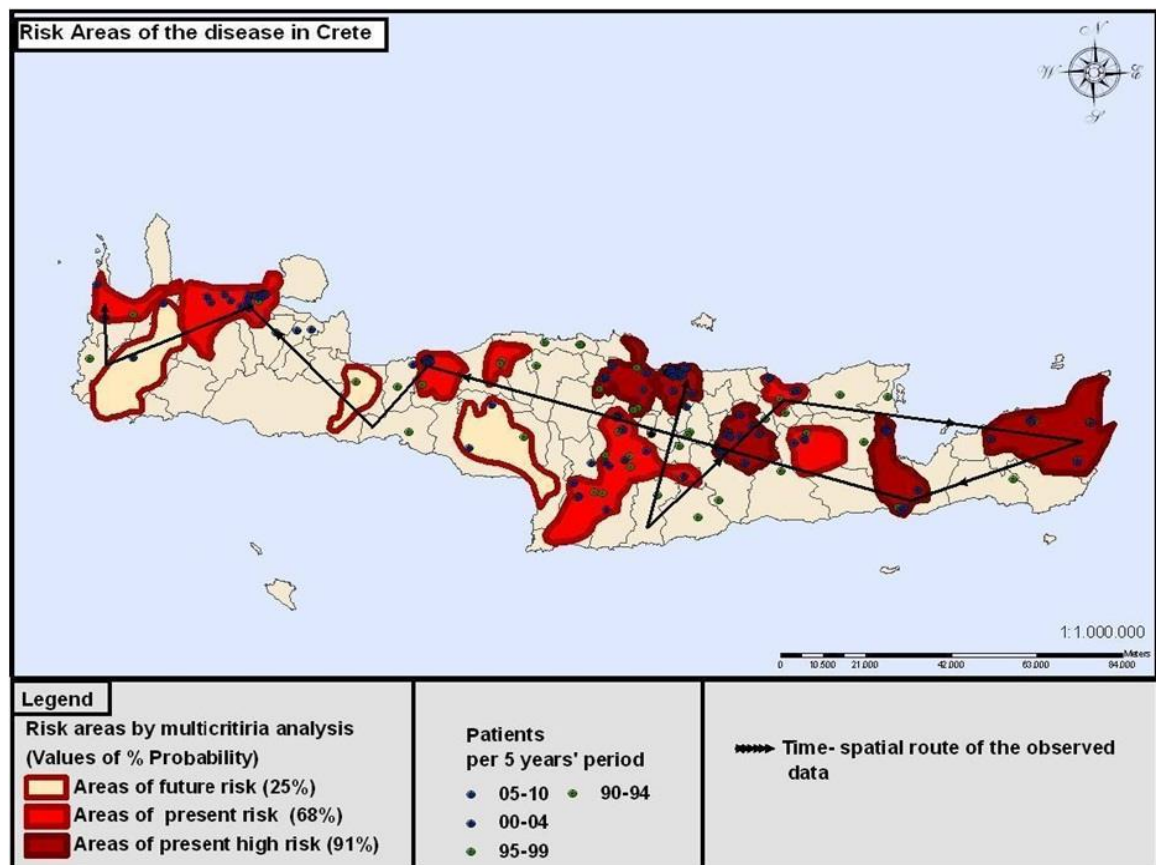 Risk Areas of the disease in Crete
N
W E
S
1:1.000.000
Meters
0 10.500 21.000 42.000 63.000 84.000
Legend
Risk areas by multicritiria analysis
(Values of % Probability)
Areas of future risk (25%)
Areas of present risk (68%)
Areas of present high risk (91%)
Patients
per 5 years' period
05-10 90-94
00-04
95-99
Time- spatial route of the observed
data